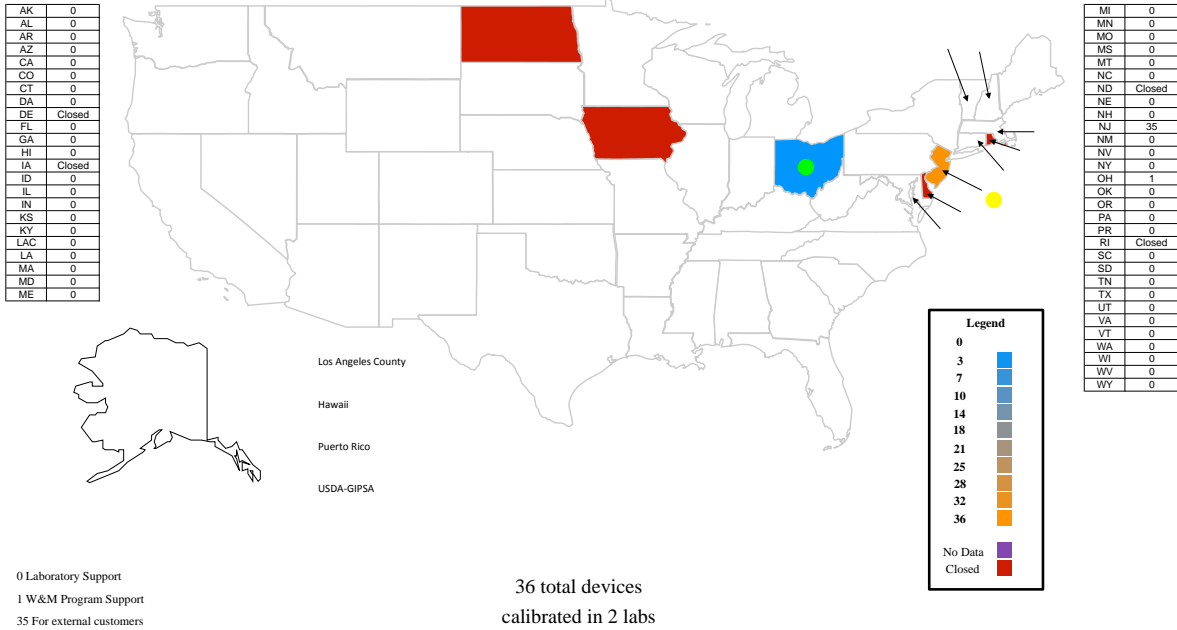 AK 0
AL 0
AR 0
AZ 0
CA 0
CO 0
CT 0
DA 0
DE Closed
FL 0
GA 0
HI 0
IA Closed
ID 0
IL 0
IN 0
KS 0
KY 0
LAC 0
LA 0
MA 0
MD 0
ME 0
MI 0
MN 0
MO 0
MS 0
MT 0
NC 0
ND Closed
NE 0
NH 0
NJ 35
NM 0
NV 0
NY 0
OH 1
OK 0
OR 0
PA 0
PR 0
RI Closed
SC 0
SD 0
TN 0
TX 0
UT 0
VA 0
VT 0
WA 0
WI 0
WV 0
WY 0
Los Angeles County
Hawaii
Puerto Rico
USDA-GIPSA
Legend
0
3
7
10
14
18
21
25
28
32
36
No Data
Closed
0 Laboratory Support
1 W&M Program Support
35 For external customers
36 total devices
calibrated in 2 labs